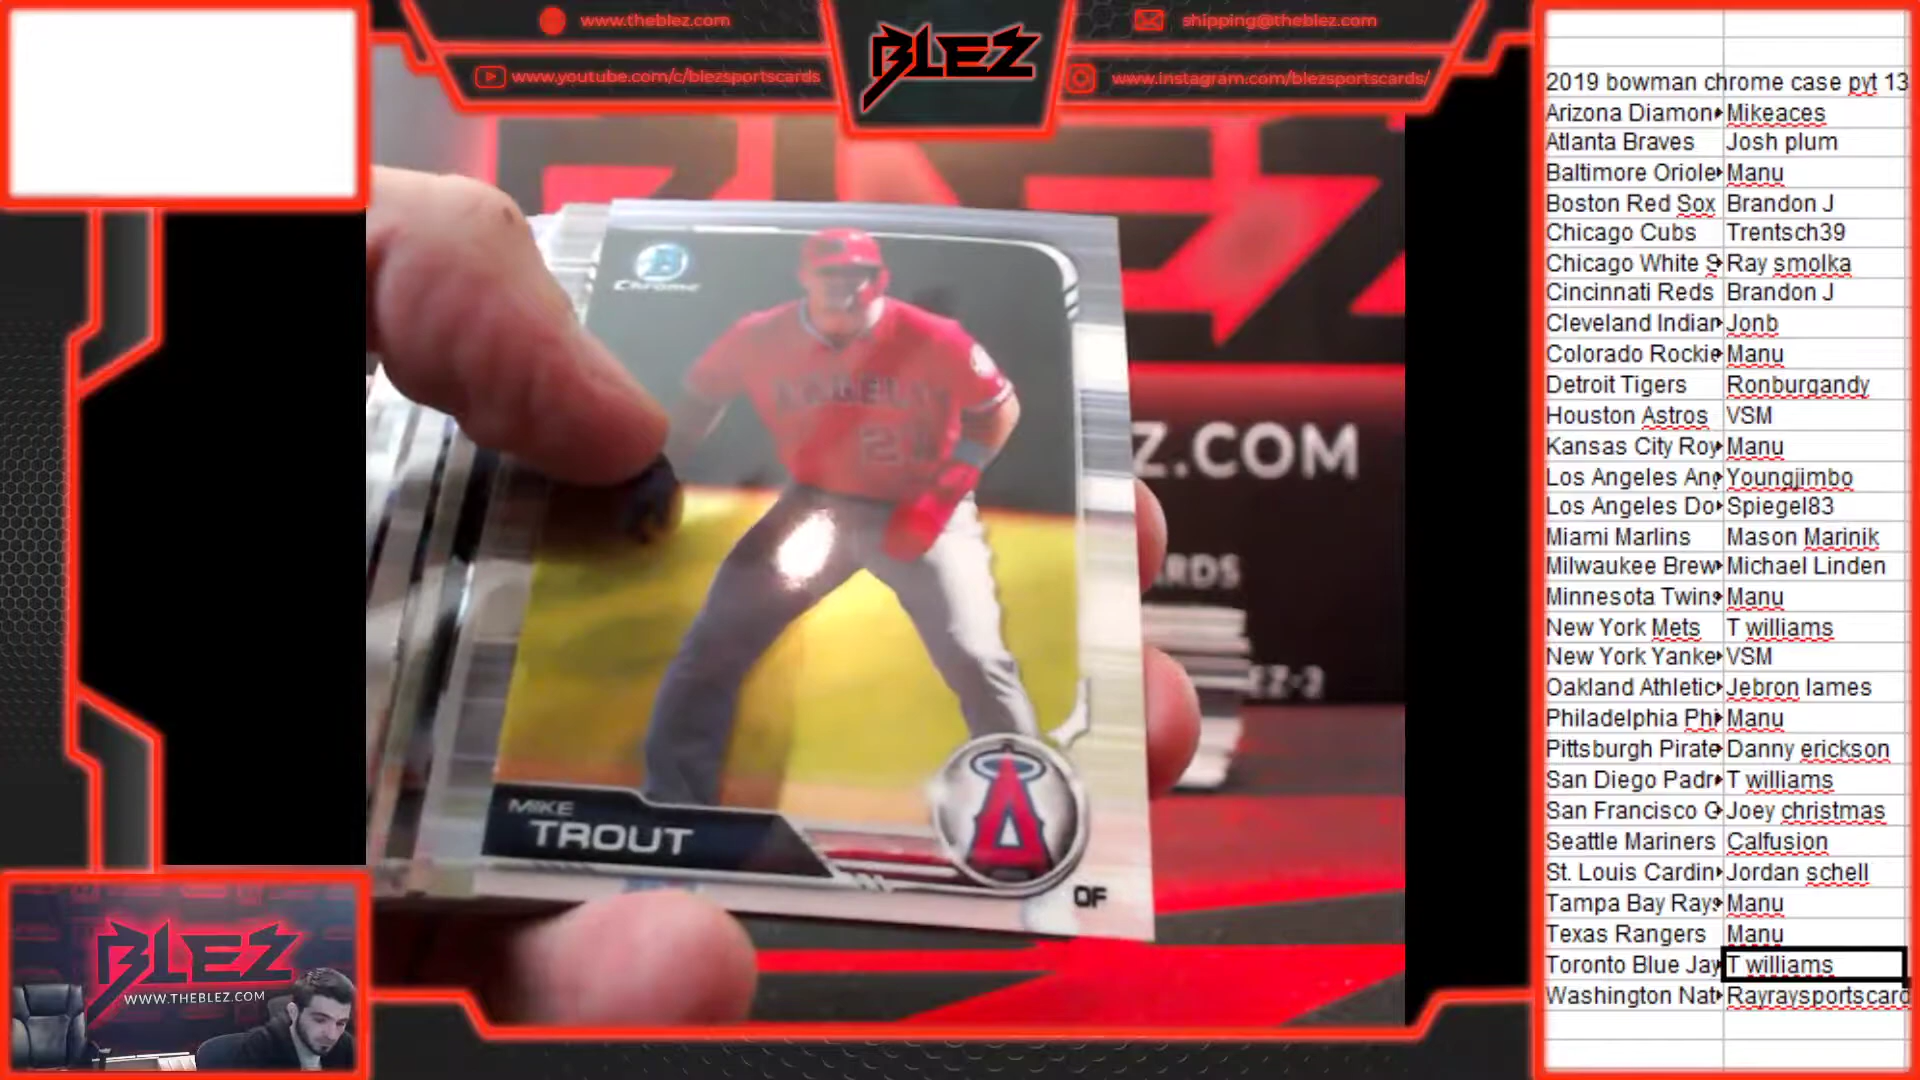 www.theblez.com
www.youtube.com/c/blezsportscards
BLEZ
shipping@theblez.com
www.instagram.com/blezsportscards/
Chrome
MIKE
TROUT
OF
Z.COM
ARDS
EZ-2
BLEZ
WWW.THEBLEZ.COM
2019 bowman chrome case pyt 13
Arizona Diamon Mikeaces
Atlanta Braves Josh plum
Baltimore Oriole Manu
Boston Red Sox Brandon J
Chicago Cubs Trentsch39
Chicago White S Ray smolka
Cincinnati Reds Brandon J
Cleveland Indian Jonb
Colorado Rockie Manu
Detroit Tigers Ronburgandy
Houston Astros VSM
Kansas City Roy Manu
Los Angeles Ang Youngjimbo
Los Angeles Do Spiegel83
Miami Marlins Mason Marinik
Milwaukee Brew Michael Linden
Minnesota Twins Manu
New York Mets T williams
New York Yanke VSM
Oakland Athletic Jebron lames
Philadelphia Phi Manu
Pittsburgh Pirate Danny erickson
San Diego Padr T williams
San Francisco G Joey christmas
Seattle Mariners Calfusion
St. Louis Cardin Jordan schell
Tampa Bay Rays Manu
Texas Rangers Manu
Toronto Blue Jay T williams
Washington Nat Rayraysportscard